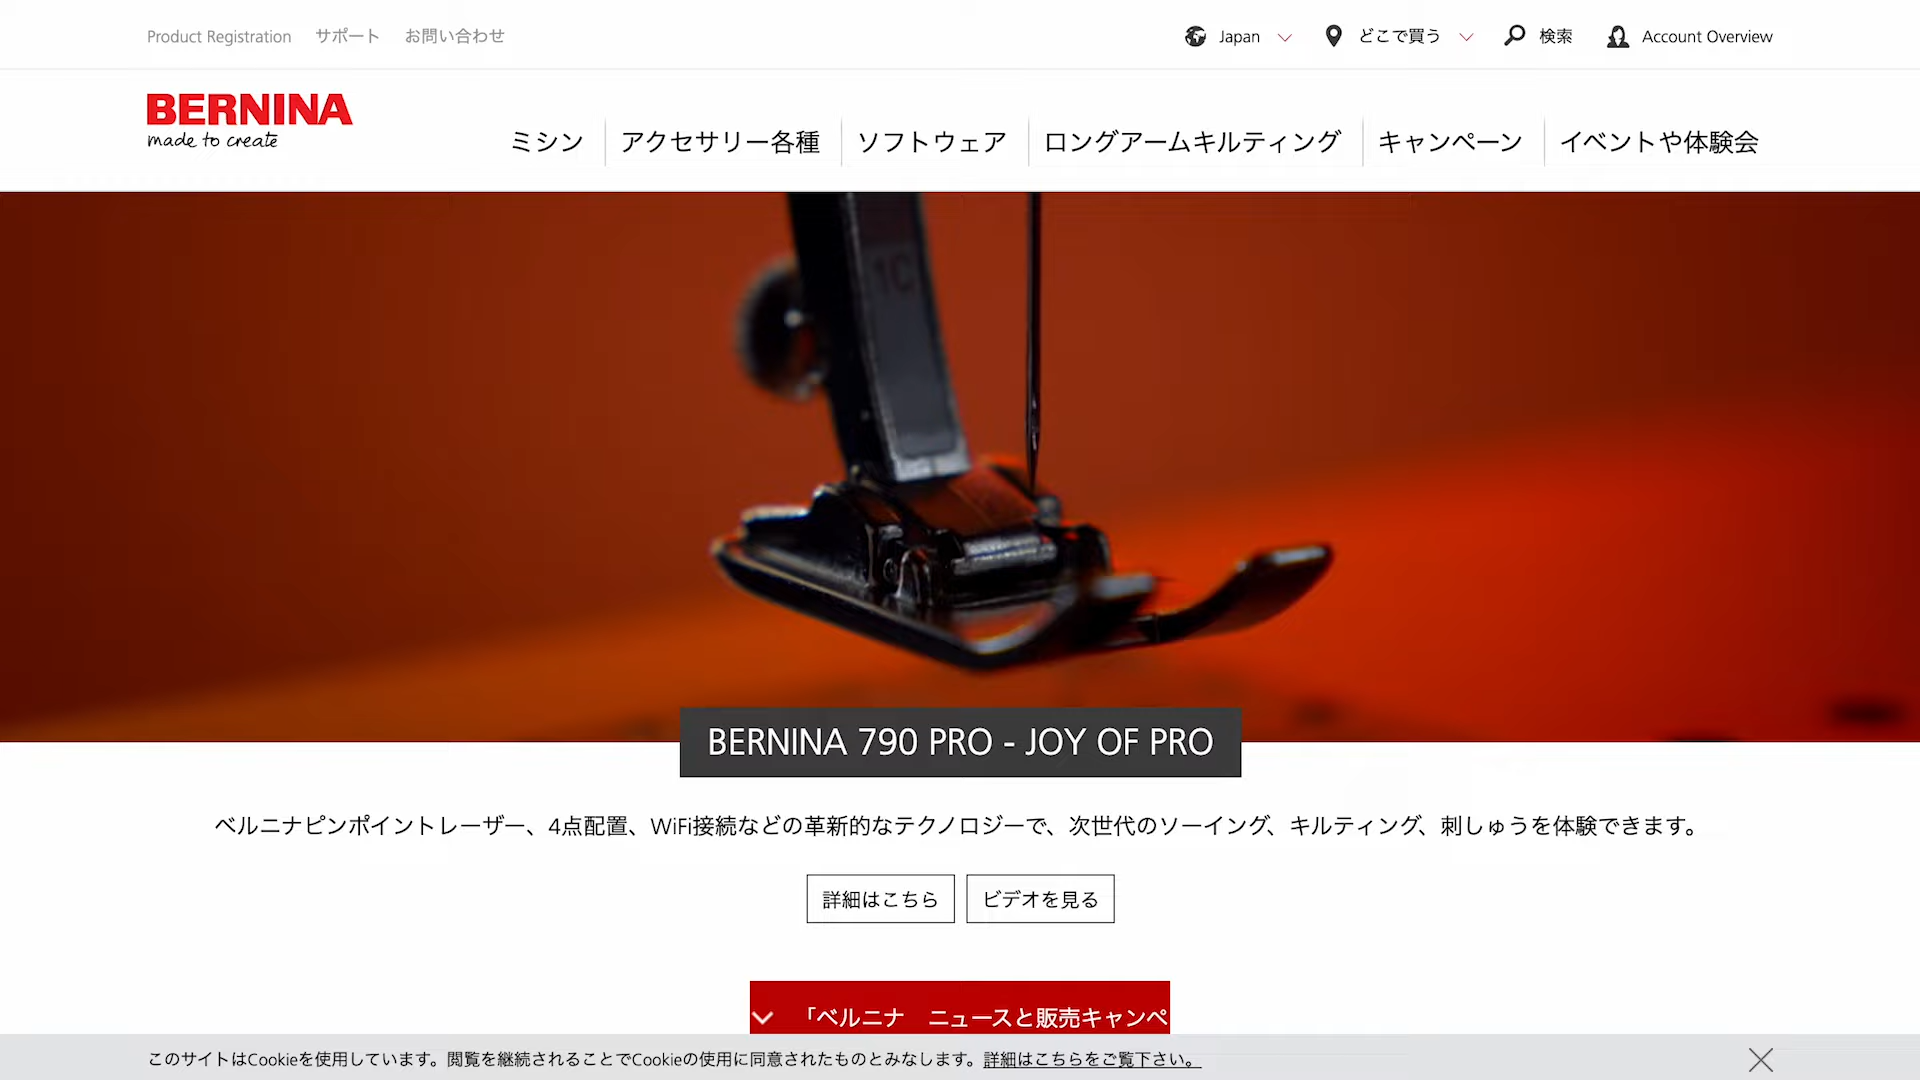 Product Registration サポート お問い合わせ
Japan どこで買う 検索 Account Overview
BERNINA
made to create
ミシン アクセサリー各種 ソフトウェア ロングアームキルティング キャンペーン イベントや体験会
1C
BERNINA 790 PRO - JOY OF PRO
ベルニナピンポイントレーザー、4点配置、WiFi接続などの革新的なテクノロジーで、次世代のソーイング、キルティング、刺しゅうを体験できます。
詳細はこちら ビデオを見る
「ベルニナ　ニュースと販売キャンペ
このサイトはCookieを使用しています。閲覧を継続されることでCookieの使用に同意されたものとみなします。詳細はこちらをご覧下さい。